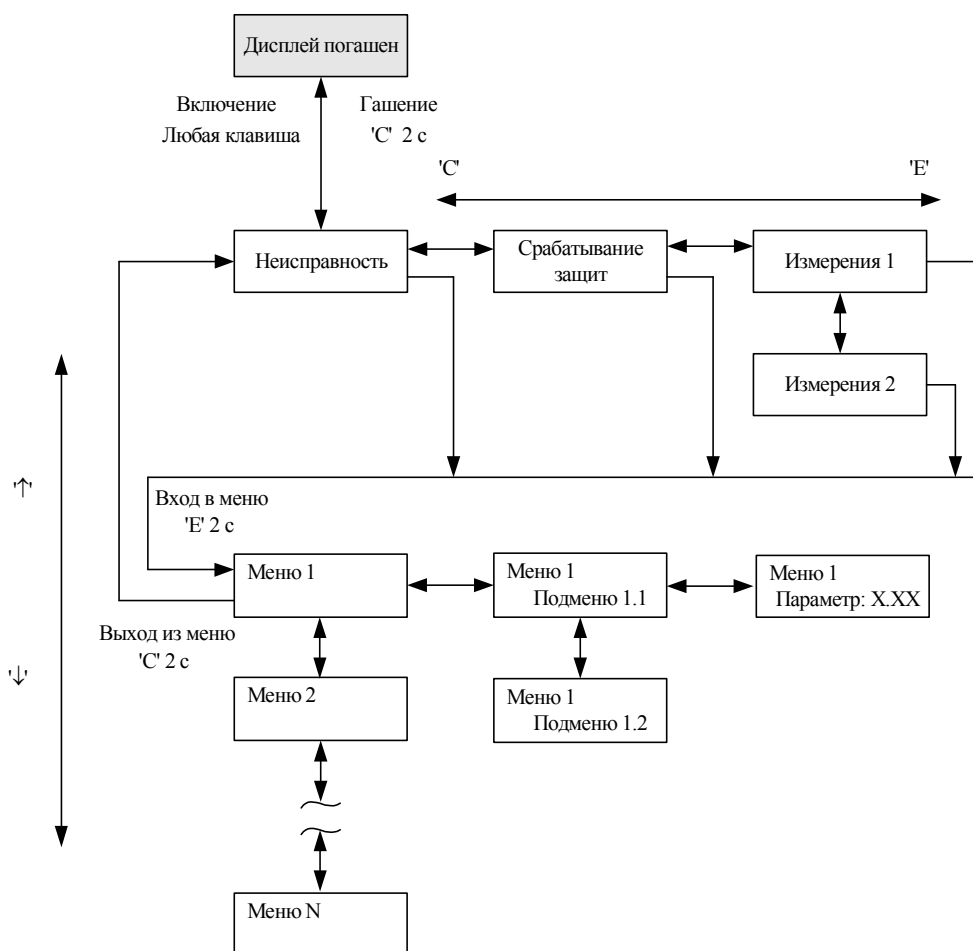 Дисплей погашен
Включение
Любая клавиша
Гашение
'C' 2 с
'C'
'E'
Неисправность
Срабатывание
защит
Измерения 1
Измерения 2
'↑'
Вход в меню
'E' 2 с
Меню 1
Меню 1
Подменю 1.1
Меню 1
Параметр: X.XX
Выход из меню
'C' 2 с
'↓'
Меню 2
Меню 1
Подменю 1.2
Меню N